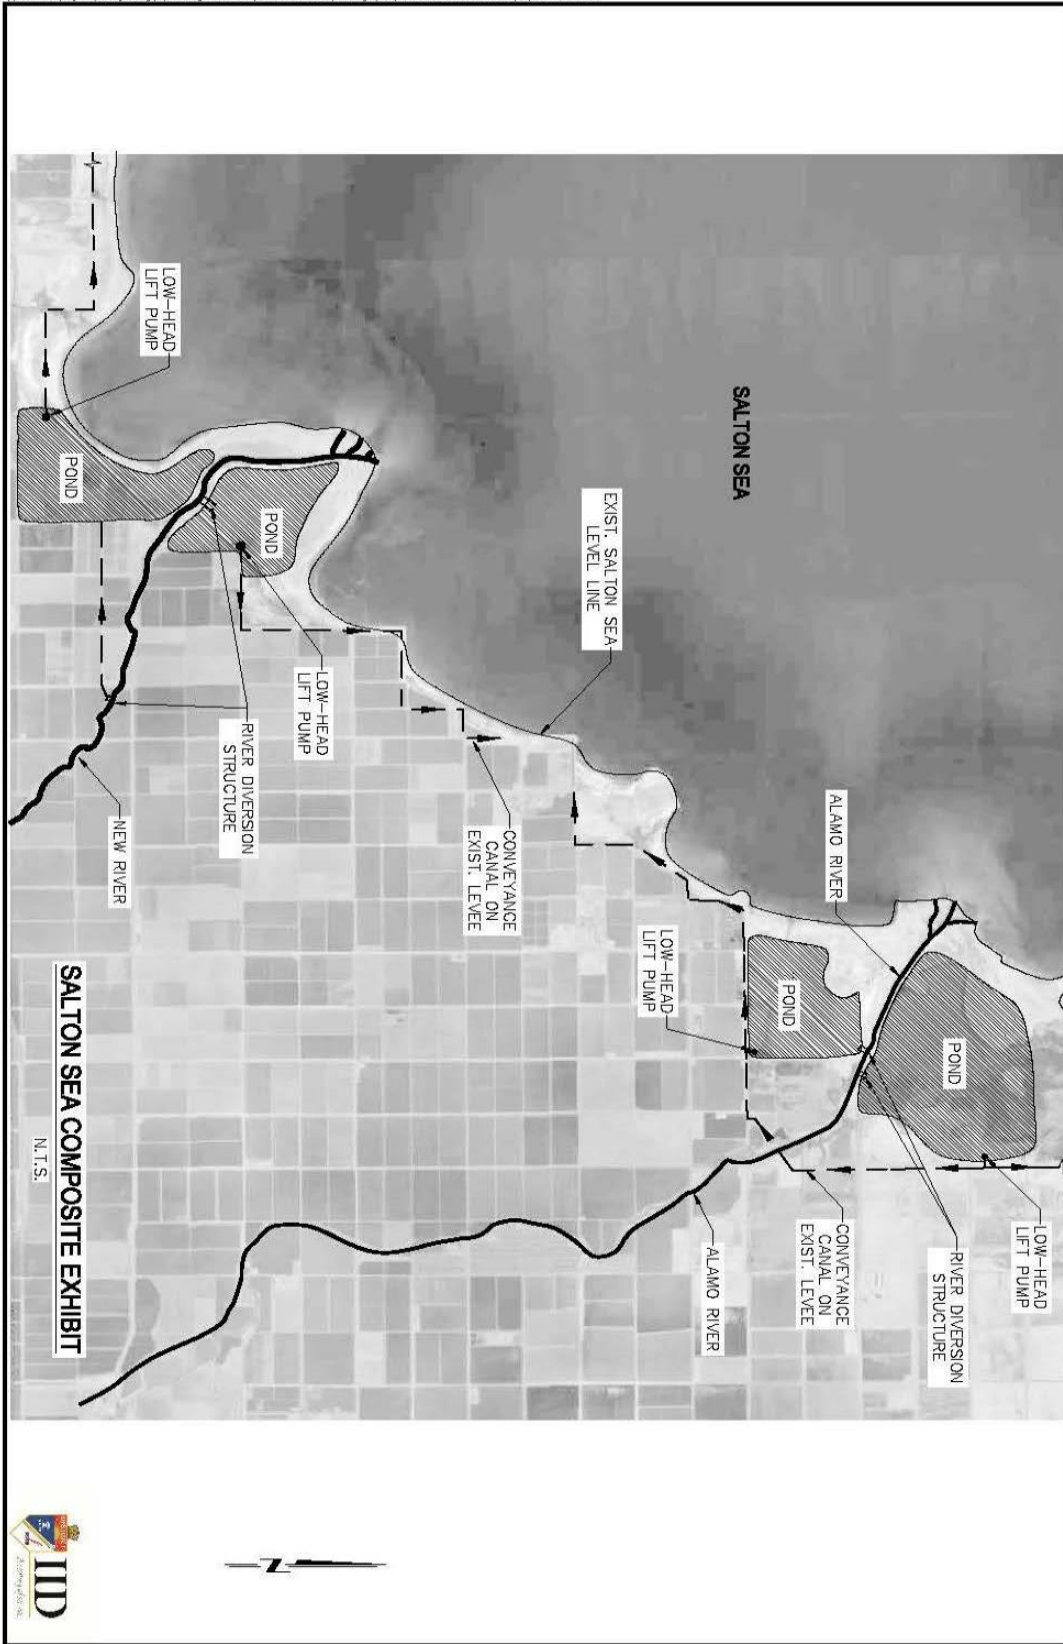 SALTON SEA
ALAMO RIVER
POND
LOW-HEAD
LIFT PUMP
RIVER DIVERSION
STRUCTURE
EXIST. SALTON SEA
LEVEL LINE
POND
LOW-HEAD
LIFT PUMP
CONVEYANCE
CANAL ON
EXIST. LEVEE
ALAMO RIVER
LOW-HEAD
LIFT PUMP
POND
LOW-HEAD
LIFT PUMP
CONVEYANCE
CANAL ON
EXIST. LEVEE
RIVER DIVERSION
STRUCTURE
POND
NEW RIVER
SALTON SEA COMPOSITE EXHIBIT
N.T.S.
N
IID